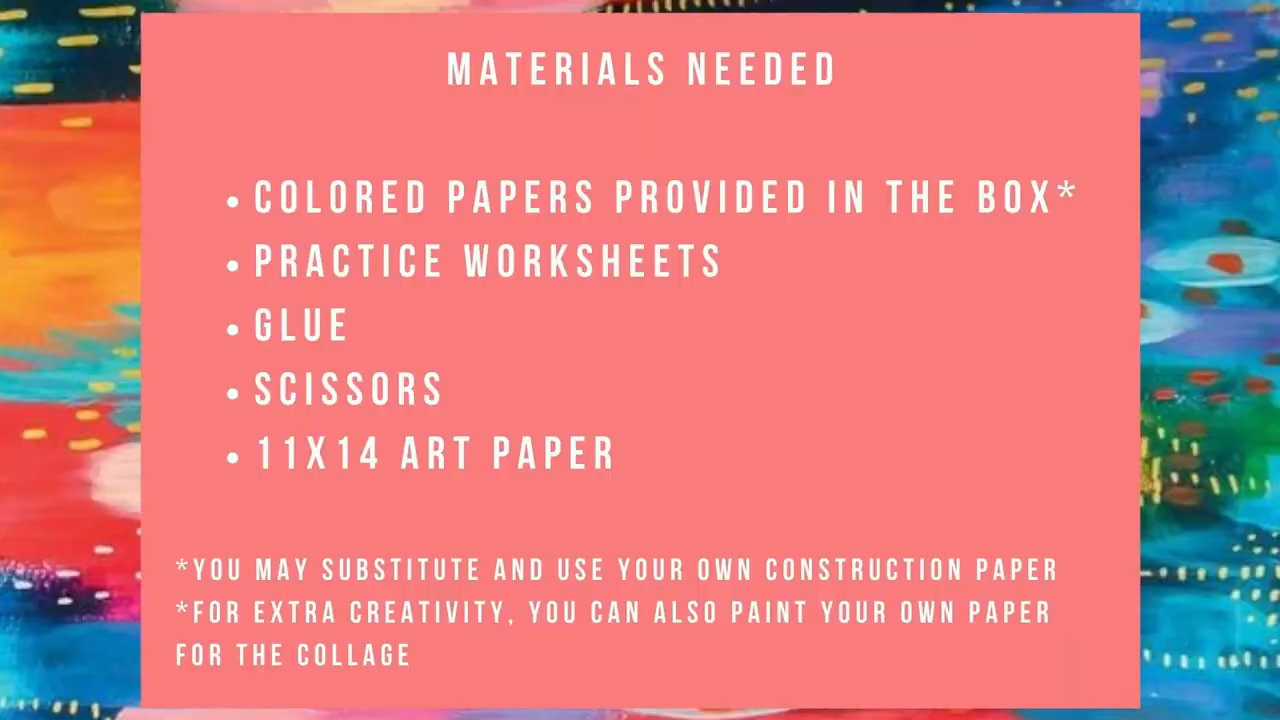 MATERIALS NEEDED
• COLORED PAPERS PROVIDED IN THE BOX*
• PRACTICE WORKSHEETS
• GLUE
• SCISSORS
• 11X14 ART PAPER
*YOU MAY SUBSTITUTE AND USE YOUR OWN CONSTRUCTION PAPER
*FOR EXTRA CREATIVITY, YOU CAN ALSO PAINT YOUR OWN PAPER
FOR THE COLLAGE